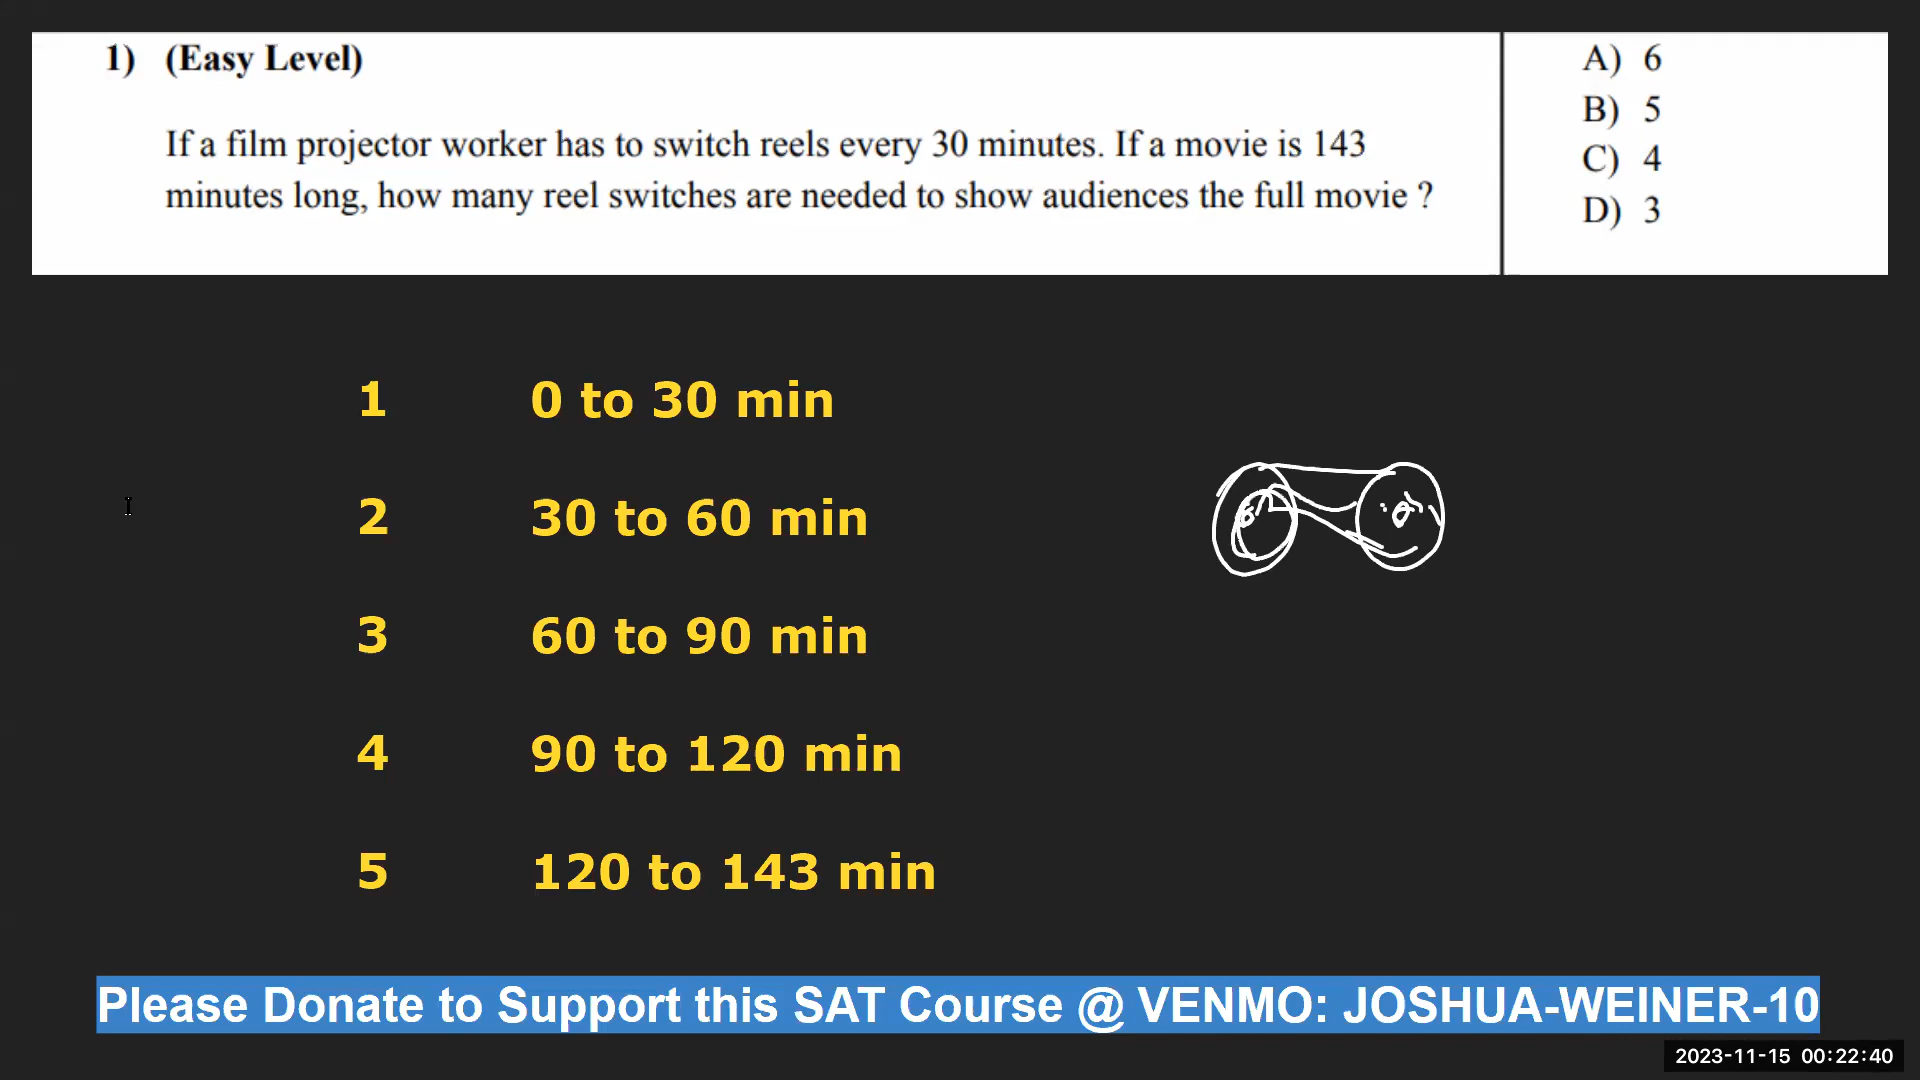 1) (Easy Level)
If a film projector worker has to switch reels every 30 minutes. If a movie is 143
minutes long, how many reel switches are needed to show audiences the full movie ?
A) 6
B) 5
C) 4
D) 3
1 0 to 30 min
2 30 to 60 min
3 60 to 90 min
4 90 to 120 min
5 120 to 143 min
Please Donate to Support this SAT Course @ VENMO: JOSHUA-WEINER-10
2023-11-15 00:22:40